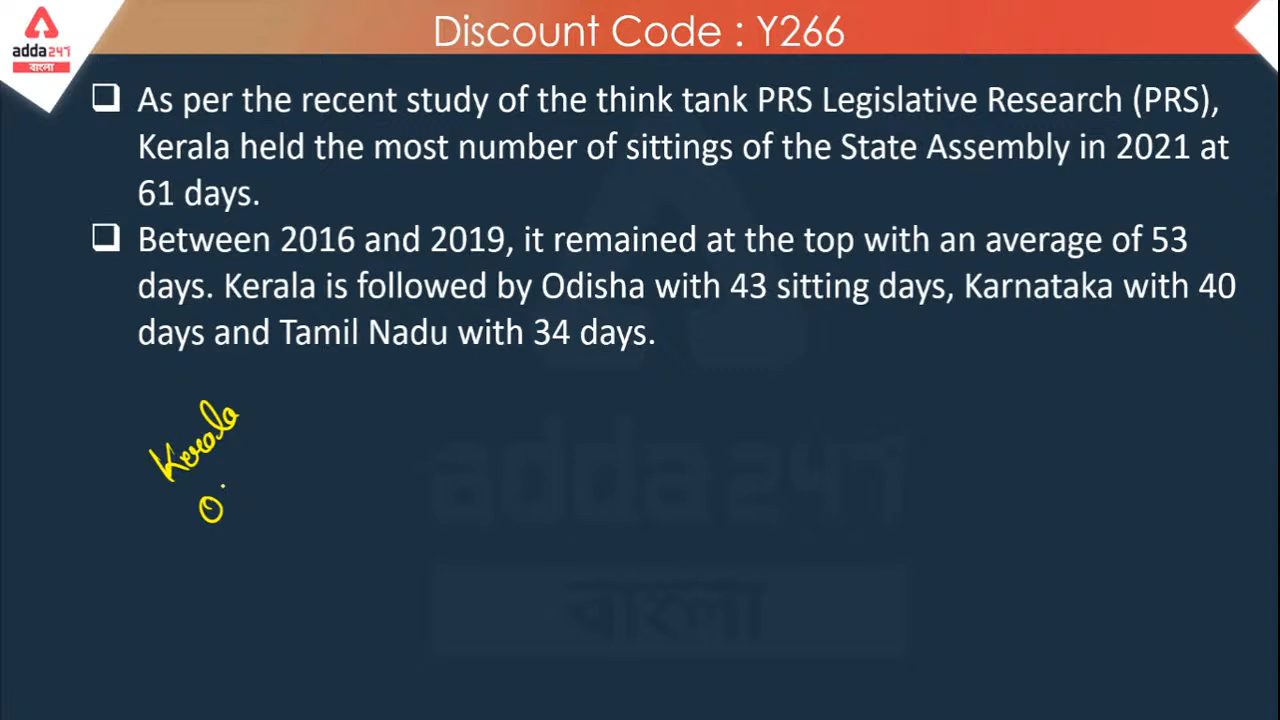 Discount Code : Y266
adda247
বাংলা
As per the recent study of the think tank PRS Legislative Research (PRS),
Kerala held the most number of sittings of the State Assembly in 2021 at
61 days.
Between 2016 and 2019, it remained at the top with an average of 53
days. Kerala is followed by Odisha with 43 sitting days, Karnataka with 40
days and Tamil Nadu with 34 days.
Kerala
O
adda247
বাংলা